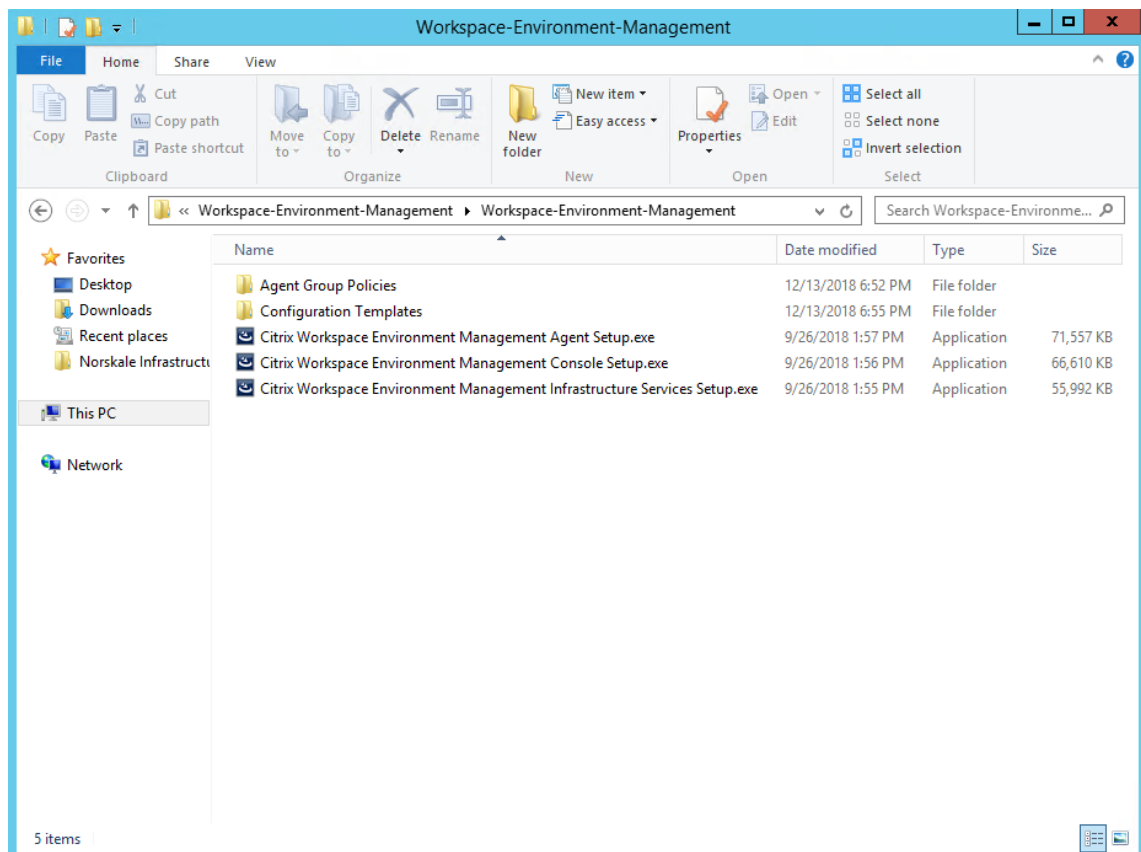 Workspace-Environment-Management
File Home Share View
Copy Paste Cut Copy path Paste shortcut
Move to Copy to Delete Rename
New folder New item Easy access
Properties Open Edit
Select all Select none Invert selection
Clipboard Organize New Open Select
« Workspace-Environment-Management Workspace-Environment-Management Search Workspace-Environme...
Name Date modified Type Size
Favorites
Desktop
Downloads
Recent places
Norskale Infrastructu
This PC
Network
Agent Group Policies 12/13/2018 6:52 PM File folder
Configuration Templates 12/13/2018 6:55 PM File folder
Citrix Workspace Environment Management Agent Setup.exe 9/26/2018 1:57 PM Application 71,557 KB
Citrix Workspace Environment Management Console Setup.exe 9/26/2018 1:56 PM Application 66,610 KB
Citrix Workspace Environment Management Infrastructure Services Setup.exe 9/26/2018 1:55 PM Application 55,992 KB
5 items